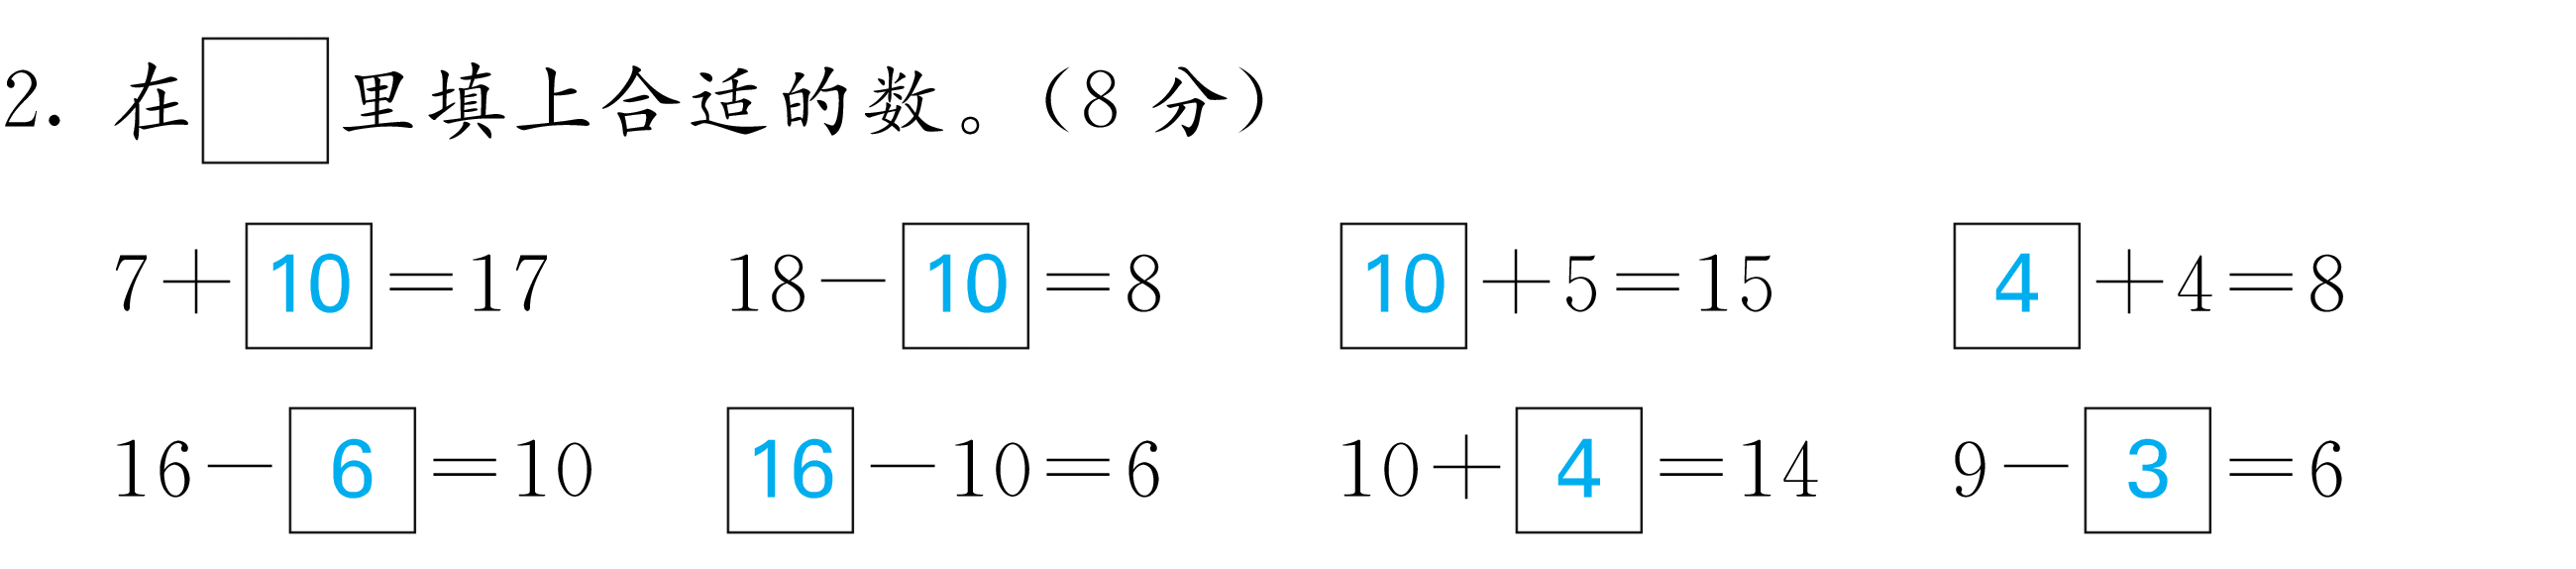 2. 在□里填上合适的数。(8 分)
7+10=17 18-10=8 10+5=15 4+4=8
16-6=10 16-10=6 10+4=14 9-3=6